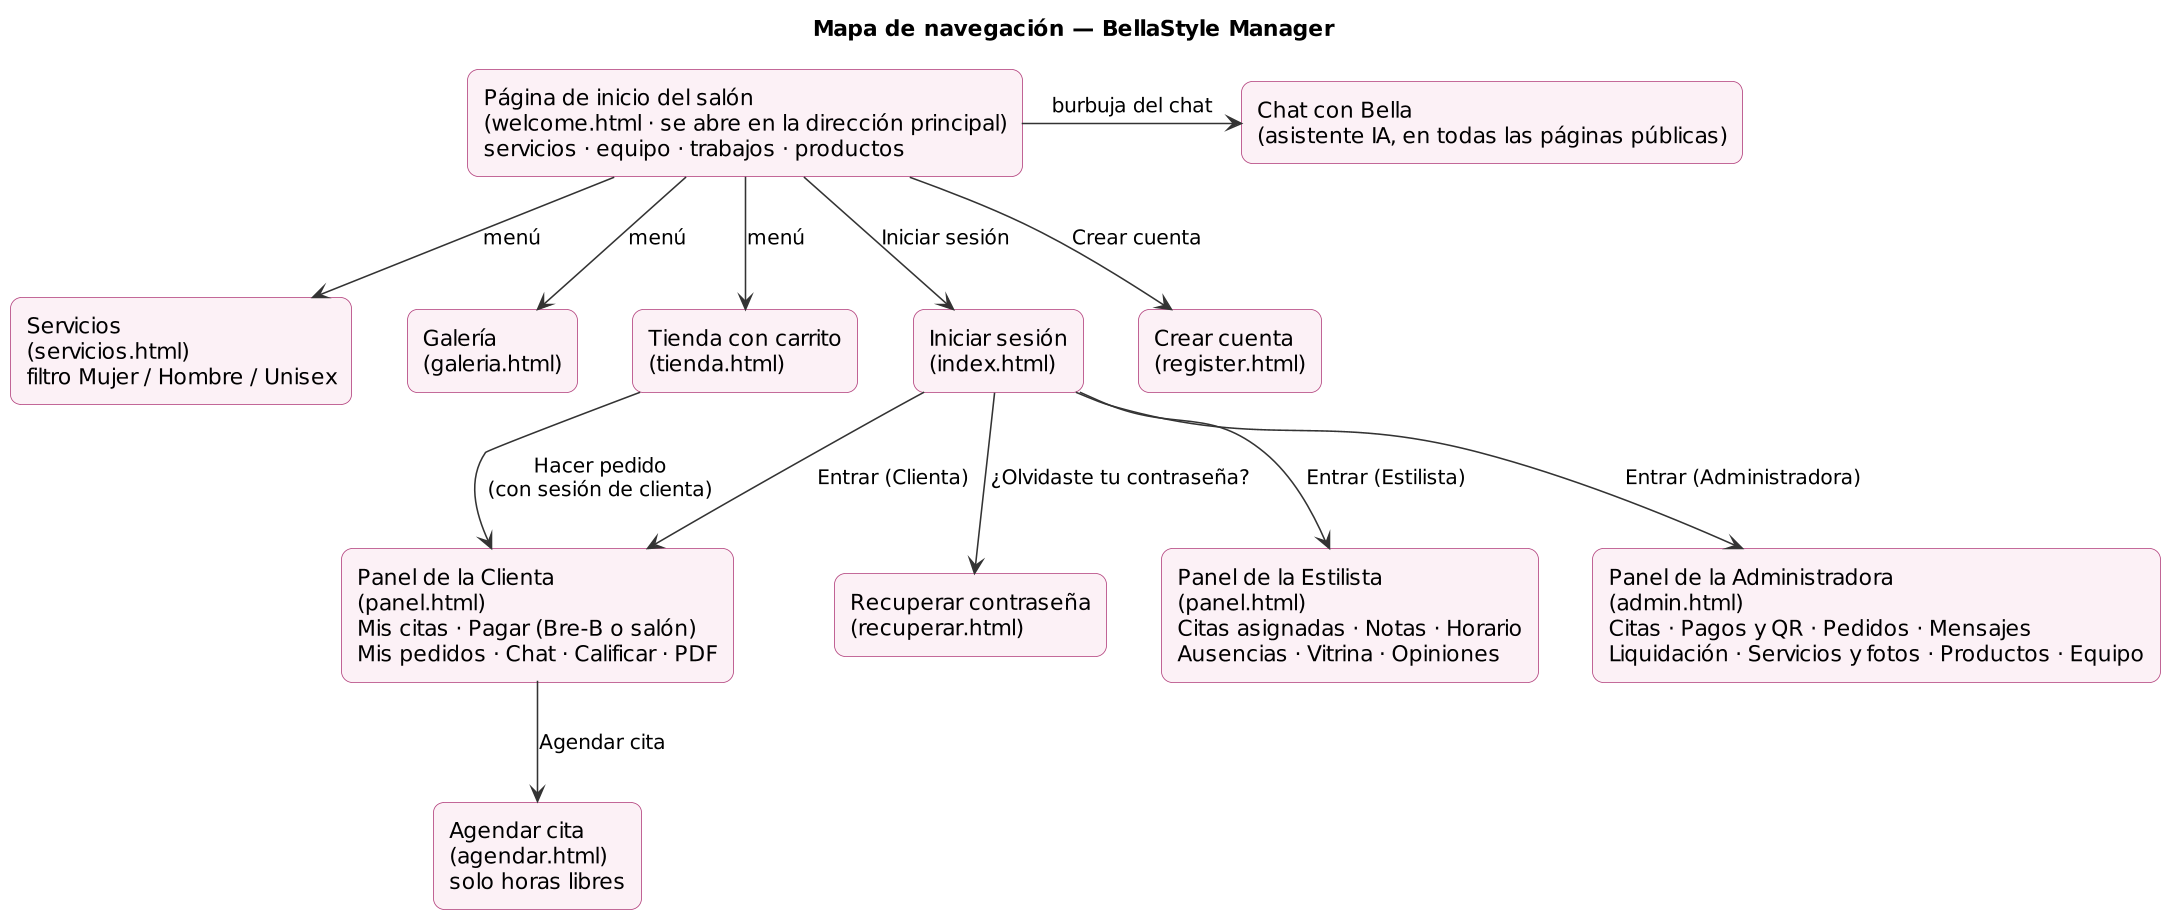 Mapa de navegación — BellaStyle Manager
Página de inicio del salón
(welcome.html · se abre en la dirección principal)
servicios · equipo · trabajos · productos
burbuja del chat
Chat con Bella
(asistente IA, en todas las páginas públicas)
menú
menú
menú
Iniciar sesión
Crear cuenta
Servicios
(servicios.html)
filtro Mujer / Hombre / Unisex
Galería
(galeria.html)
Tienda con carrito
(tienda.html)
Iniciar sesión
(index.html)
Crear cuenta
(register.html)
Hacer pedido
(con sesión de clienta)
Entrar (Clienta)
¿Olvidaste tu contraseña?
Entrar (Estilista)
Entrar (Administradora)
Panel de la Clienta
(panel.html)
Mis citas · Pagar (Bre-B o salón)
Mis pedidos · Chat · Calificar · PDF
Recuperar contraseña
(recuperar.html)
Panel de la Estilista
(panel.html)
Citas asignadas · Notas · Horario
Ausencias · Vitrina · Opiniones
Panel de la Administradora
(admin.html)
Citas · Pagos y QR · Pedidos · Mensajes
Liquidación · Servicios y fotos · Productos · Equipo
Agendar cita
Agendar cita
(agendar.html)
solo horas libres